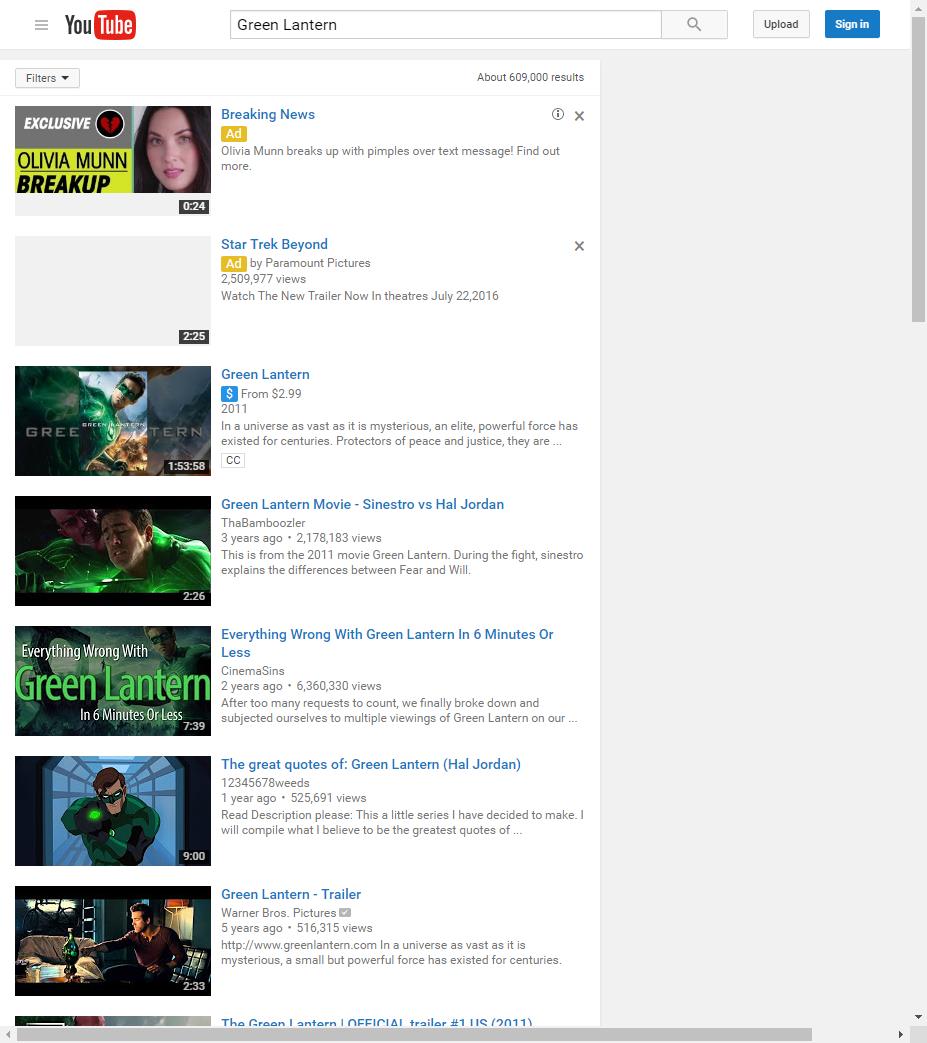 YouTube
Green Lantern
Upload
Sign in
Filters
About 609,000 results
EXCLUSIVE
OLIVIA MUNN
BREAKUP
0:24
Breaking News
Ad
Olivia Munn breaks up with pimples over text message! Find out
more.
2:25
Star Trek Beyond
Ad by Paramount Pictures
2,509,977 views
Watch The New Trailer Now In theatres July 22,2016
GREEN LANTERN
1:53:58
Green Lantern
$ From $2.99
2011
In a universe as vast as it is mysterious, an elite, powerful force has
existed for centuries. Protectors of peace and justice, they are ...
CC
2:26
Green Lantern Movie - Sinestro vs Hal Jordan
ThaBamboozler
3 years ago • 2,178,183 views
This is from the 2011 movie Green Lantern. During the fight, sinestro
explains the differences between Fear and Will.
Everything Wrong With
Green Lantern
In 6 Minutes Or Less
7:39
Everything Wrong With Green Lantern In 6 Minutes Or
Less
CinemaSins
2 years ago • 6,360,330 views
After too many requests to count, we finally broke down and
subjected ourselves to multiple viewings of Green Lantern on our ...
9:00
The great quotes of: Green Lantern (Hal Jordan)
12345678weeds
1 year ago • 525,691 views
Read Description please: This a little series I have decided to make. I
will compile what I believe to be the greatest quotes of ...
2:33
Green Lantern - Trailer
Warner Bros. Pictures
5 years ago • 516,315 views
http://www.greenlantern.com In a universe as vast as it is
mysterious, a small but powerful force has existed for centuries.
The Green Lantern | OFFICIAL trailer #1 US (2011)